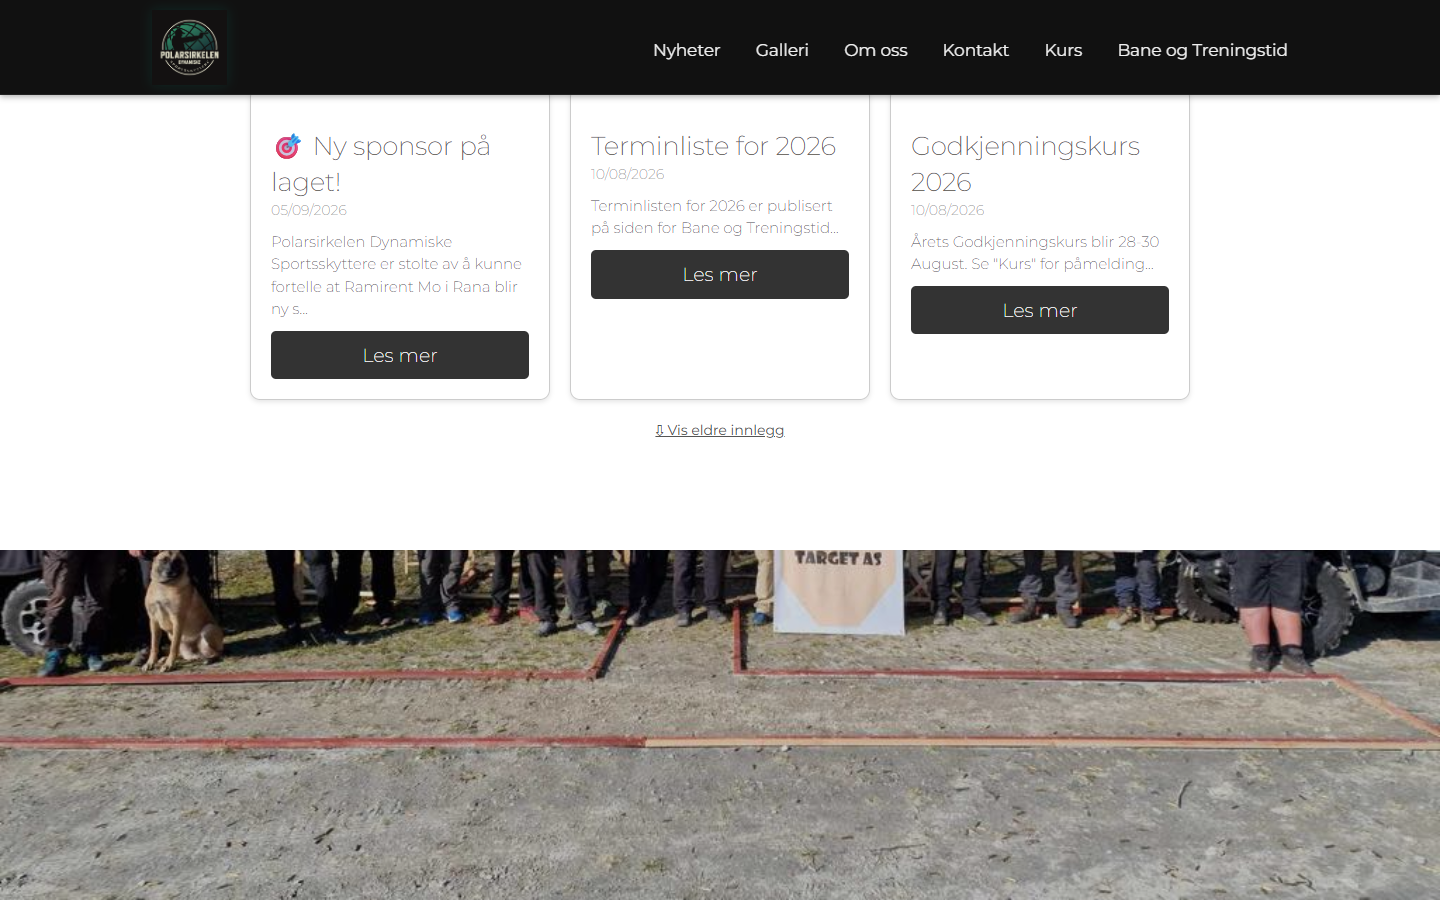 POLARSIRKELEN
DYNAMISKE
Nyheter
Galleri
Om oss
Kontakt
Kurs
Bane og Treningstid
🎯 Ny sponsor på
laget!
05/09/2026
Polarsirkelen Dynamiske
Sportsskyttere er stolte av å kunne
fortelle at Ramirent Mo i Rana blir
ny s...
Les mer
Terminliste for 2026
10/08/2026
Terminlisten for 2026 er publisert
på siden for Bane og Treningstid...
Les mer
Godkjenningskurs
2026
10/08/2026
Årets Godkjenningskurs blir 28-30
August. Se "Kurs" for påmelding...
Les mer
⇩ Vis eldre innlegg
TARGET AS